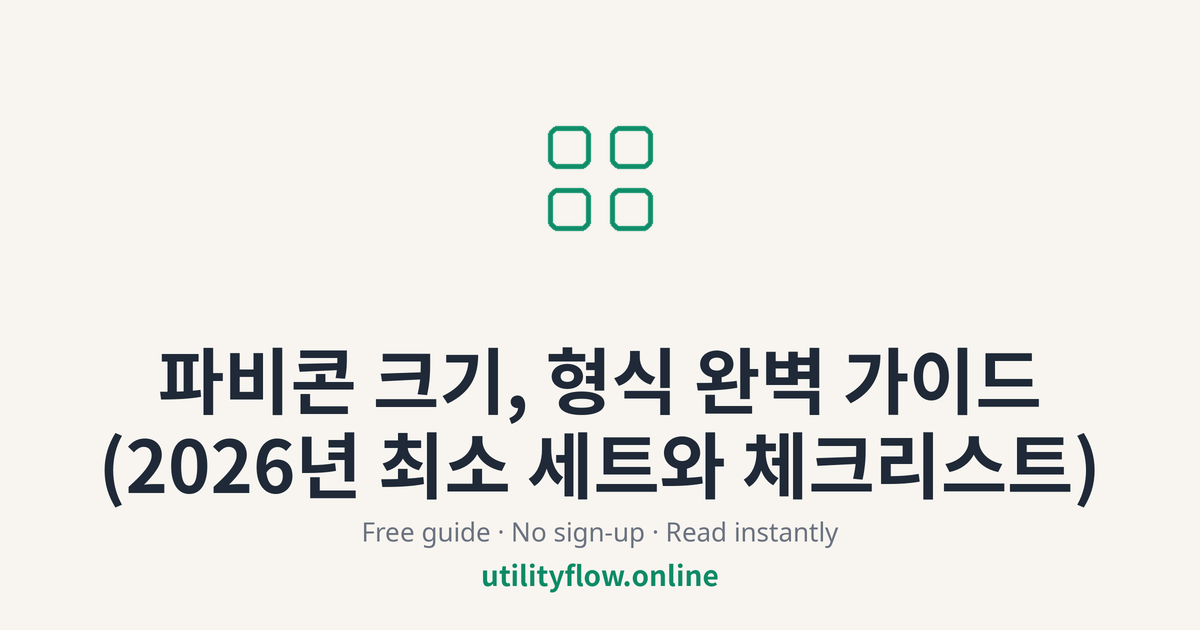 파비콘 크기, 형식 완벽 가이드
(2026년 최소 세트와 체크리스트)
Free guide · No sign-up · Read instantly
utilityflow.online